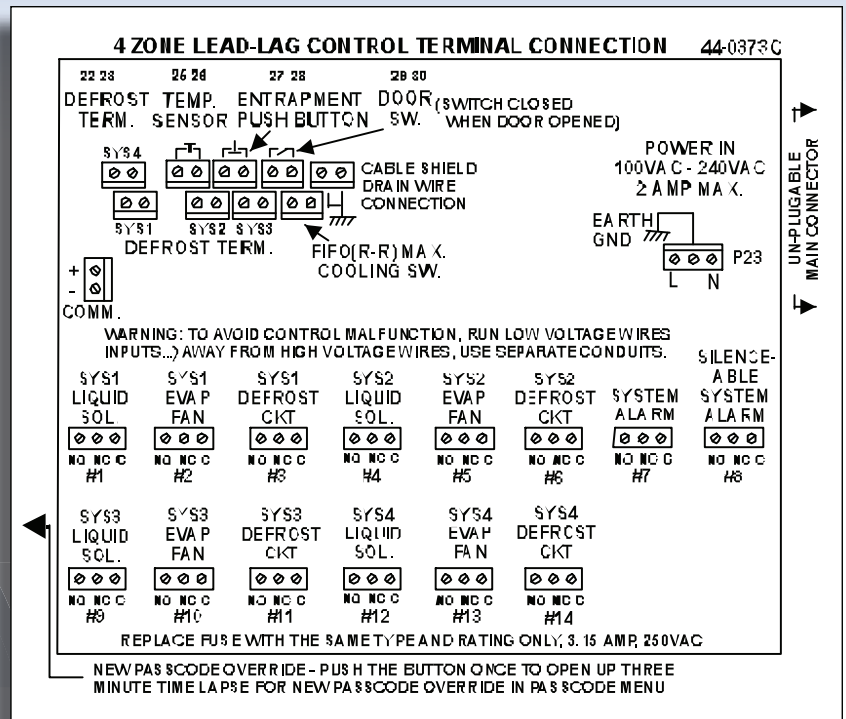 4 ZONE LEAD-LAG CONTROL TERMINAL CONNECTION 44-0373C
22 23 25 26 27 28 29 30
DEFROST TERM.
TEMP. SENSOR
ENTRAPMENT PUSH BUTTON
DOOR SW.
(SWITCH CLOSED
WHEN DOOR OPENED)
SYS4
CABLE SHIELD
DRAIN WIRE
CONNECTION
SYS1 SYS2 SYS3
DEFROST TERM.
FIFO(R-R) MAX.
COOLING SW.
+
-
COMM.
POWER IN
100VAC - 240VAC
2 AMP MAX.
EARTH
GND
P23
L N
UN-PLUGABLE
MAIN CONNECTOR
WARNING: TO AVOID CONTROL MALFUNCTION, RUN LOW VOLTAGE WIRES
INPUTS...) AWAY FROM HIGH VOLTAGE WIRES, USE SEPARATE CONDUITS.
SYS1 LIQUID SOL.
NO NC C
#1
SYS1 EVAP FAN
NO NC C
#2
SYS1 DEFROST CKT
NO NC C
#3
SYS2 LIQUID SOL.
NO NC C
#4
SYS2 EVAP FAN
NO NC C
#5
SYS2 DEFROST CKT
NO NC C
#6
SYSTEM ALARM
NO NC C
#7
SILENCE-ABLE SYSTEM ALARM
NO NC C
#8
SYS3 LIQUID SOL.
NO NC C
#9
SYS3 EVAP FAN
NO NC C
#10
SYS3 DEFROST CKT
NO NC C
#11
SYS4 LIQUID SOL.
NO NC C
#12
SYS4 EVAP FAN
NO NC C
#13
SYS4 DEFROST CKT
NO NC C
#14
REPLACE FUSE WITH THE SAME TYPE AND RATING ONLY, 3.15 AMP, 250VAC
NEW PASSCODE OVERRIDE - PUSH THE BUTTON ONCE TO OPEN UP THREE
MINUTE TIME LAPSE FOR NEW PASSCODE OVERRIDE IN PASSCODE MENU